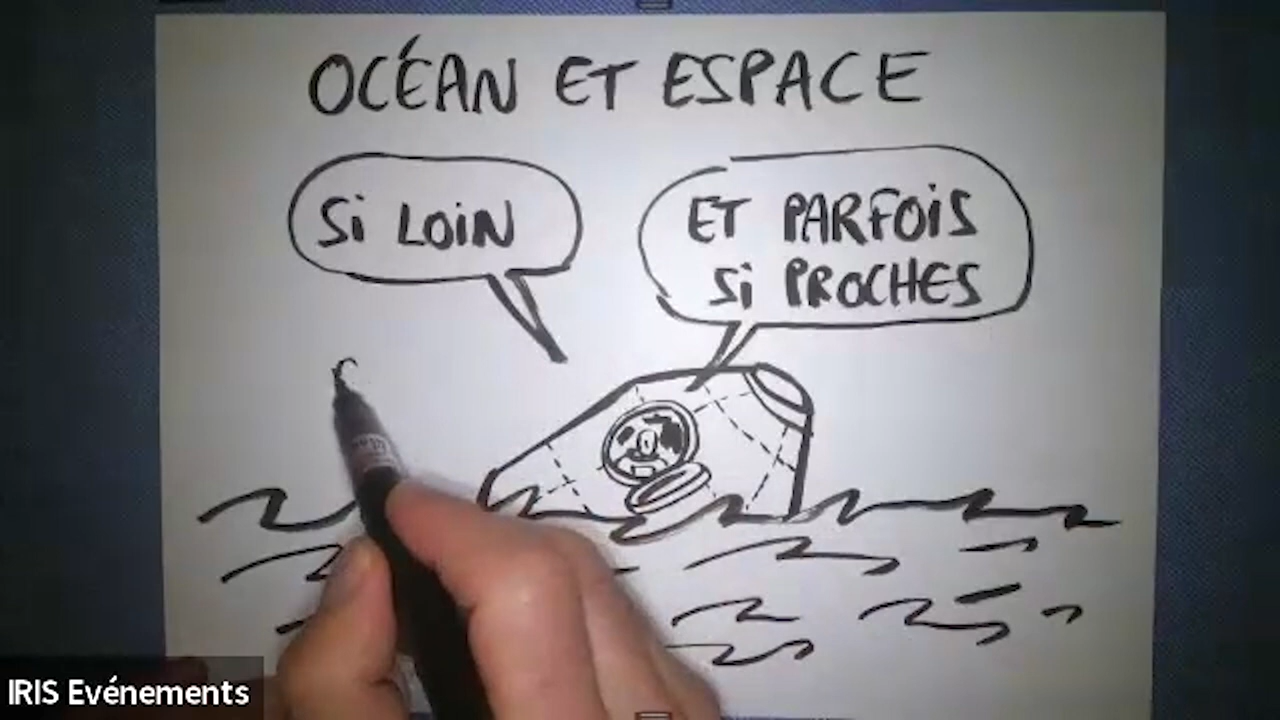 OCÉAN ET ESPACE
Si LOiN
ET PARFOiS
Si PROCHES
IRIS Evénements